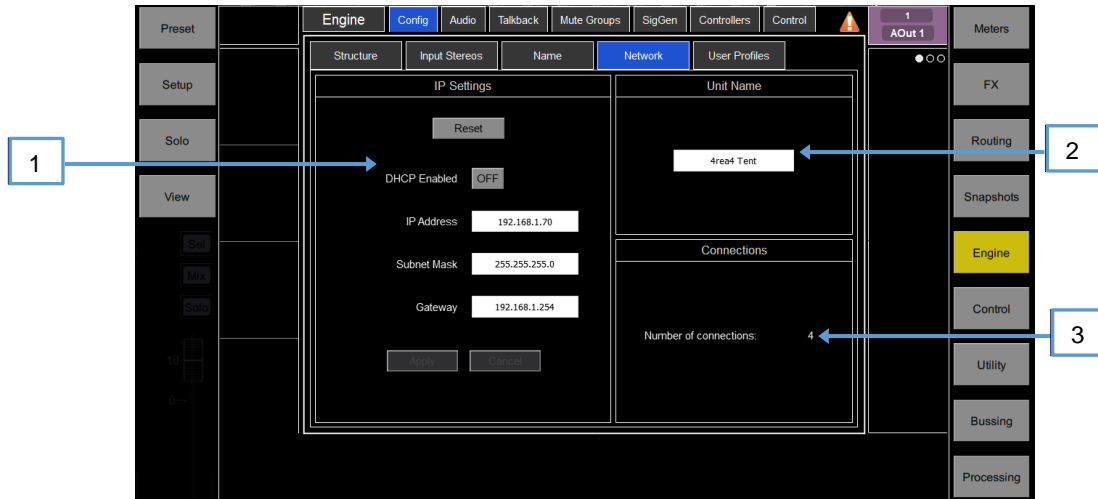 Preset
Setup
Solo
View
Sel
Mix
Solo
10
0
Engine
Config
Audio
Talkback
Mute Groups
SigGen
Controllers
Control
1
AOut 1
Structure
Input Stereos
Name
Network
User Profiles
IP Settings
Reset
DHCP Enabled OFF
IP Address 192.168.1.70
Subnet Mask 255.255.255.0
Gateway 192.168.1.254
Apply
Cancel
Unit Name
4rea4 Tent
Connections
Number of connections: 4
Meters
FX
Routing
Snapshots
Engine
Control
Utility
Bussing
Processing
1
2
3